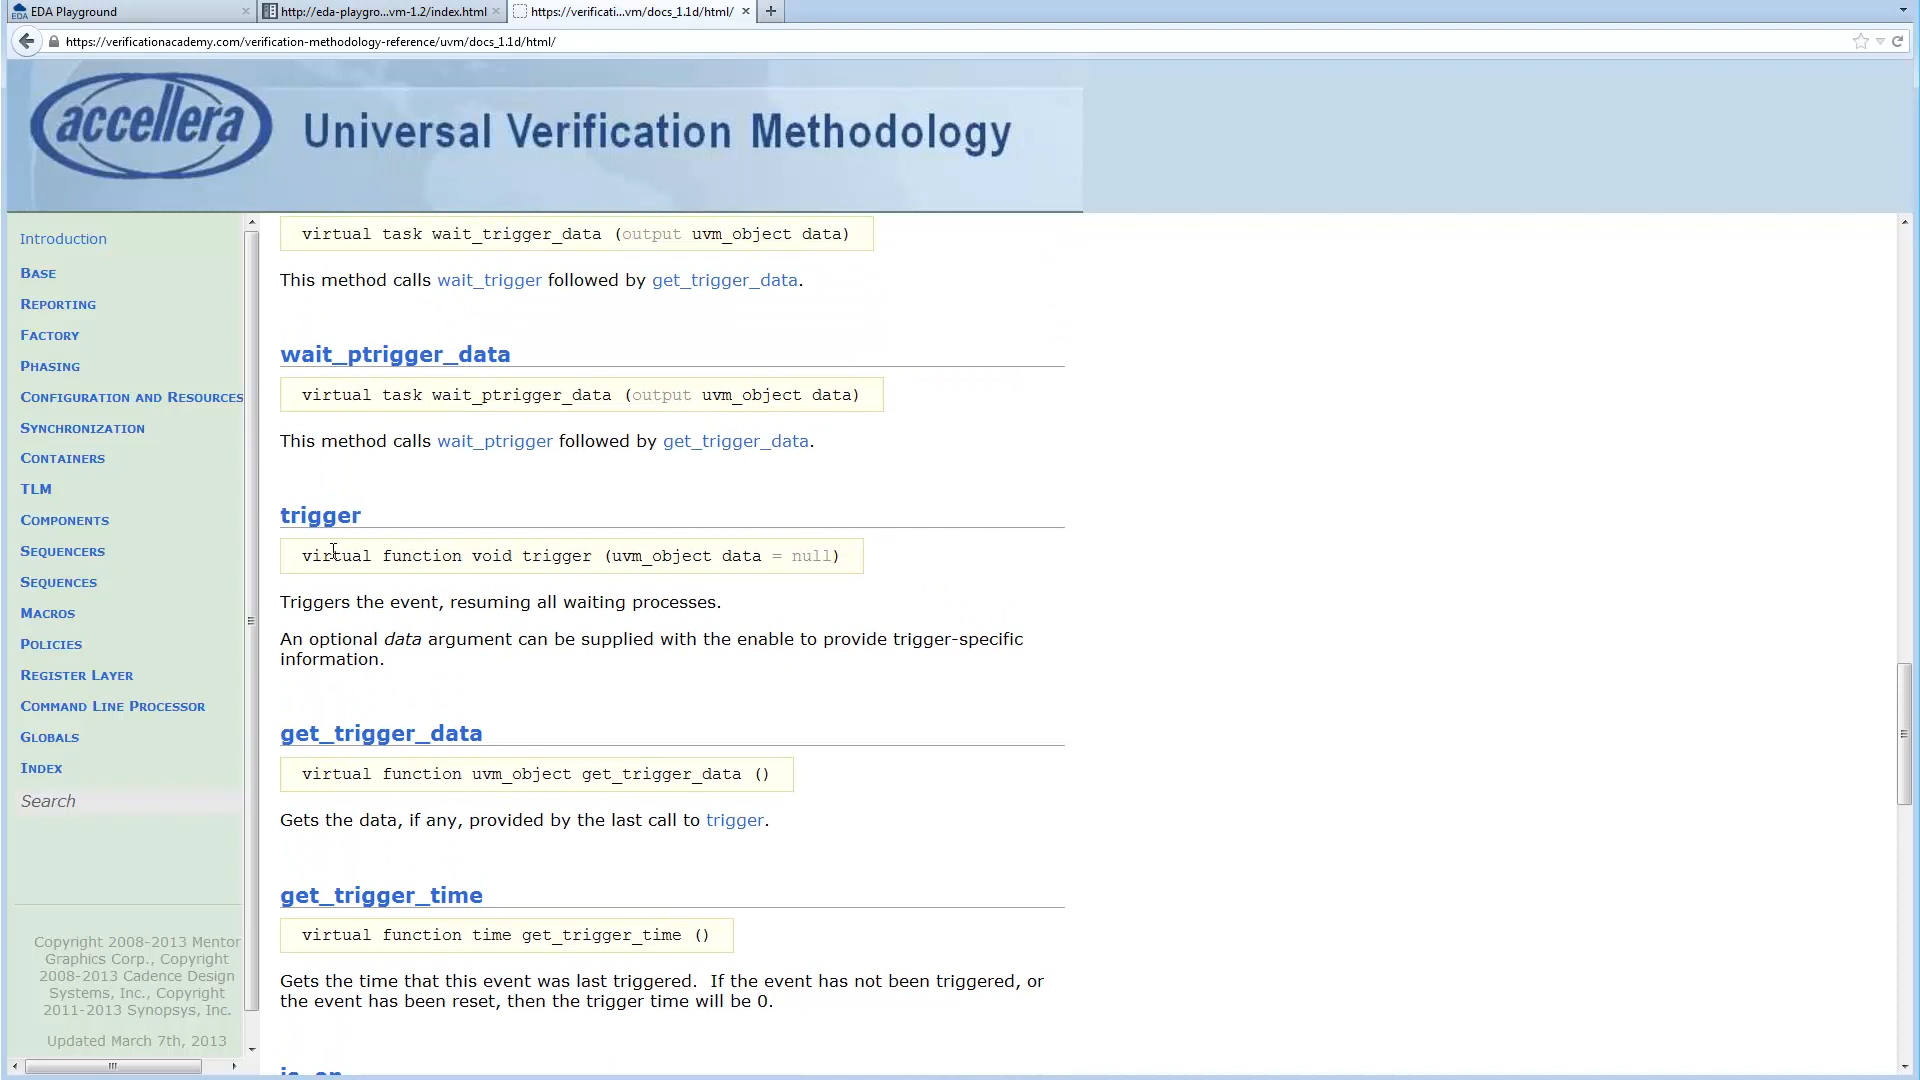 EDA Playground
http://eda-playgro...vm-1.2/index.html
https://verificati...vm/docs_1.1d/html/
https://verificationacademy.com/verification-methodology-reference/uvm/docs_1.1d/html/
accellera
Universal Verification Methodology
Introduction
BASE
REPORTING
FACTORY
PHASING
CONFIGURATION AND RESOURCES
SYNCHRONIZATION
CONTAINERS
TLM
COMPONENTS
SEQUENCERS
SEQUENCES
MACROS
POLICIES
REGISTER LAYER
COMMAND LINE PROCESSOR
GLOBALS
INDEX
Search
Copyright 2008-2013 Mentor
Graphics Corp., Copyright
2008-2013 Cadence Design
Systems, Inc., Copyright
2011-2013 Synopsys, Inc.
Updated March 7th, 2013
virtual task wait_trigger_data (output uvm_object data)
This method calls wait_trigger followed by get_trigger_data.
wait_ptrigger_data
virtual task wait_ptrigger_data (output uvm_object data)
This method calls wait_ptrigger followed by get_trigger_data.
trigger
virtual function void trigger (uvm_object data = null)
Triggers the event, resuming all waiting processes.
An optional data argument can be supplied with the enable to provide trigger-specific
information.
get_trigger_data
virtual function uvm_object get_trigger_data ()
Gets the data, if any, provided by the last call to trigger.
get_trigger_time
virtual function time get_trigger_time ()
Gets the time that this event was last triggered.  If the event has not been triggered, or
the event has been reset, then the trigger time will be 0.
is_on